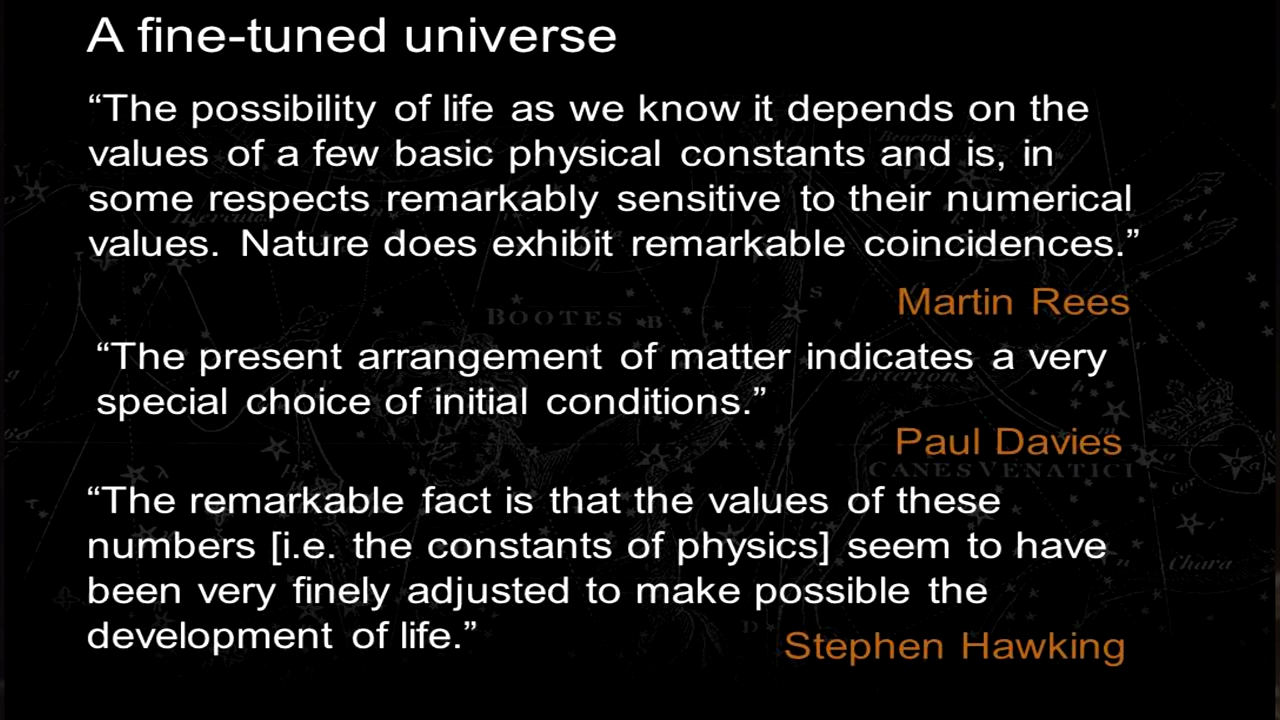 A fine-tuned universe
“The possibility of life as we know it depends on the
values of a few basic physical constants and is, in
some respects remarkably sensitive to their numerical
values. Nature does exhibit remarkable coincidences.”
Martin Rees
BOOTES B
“The present arrangement of matter indicates a very
special choice of initial conditions.”
Paul Davies
CANES VENATICI
“The remarkable fact is that the values of these
numbers [i.e. the constants of physics] seem to have
been very finely adjusted to make possible the
Chara
development of life.”
Stephen Hawking